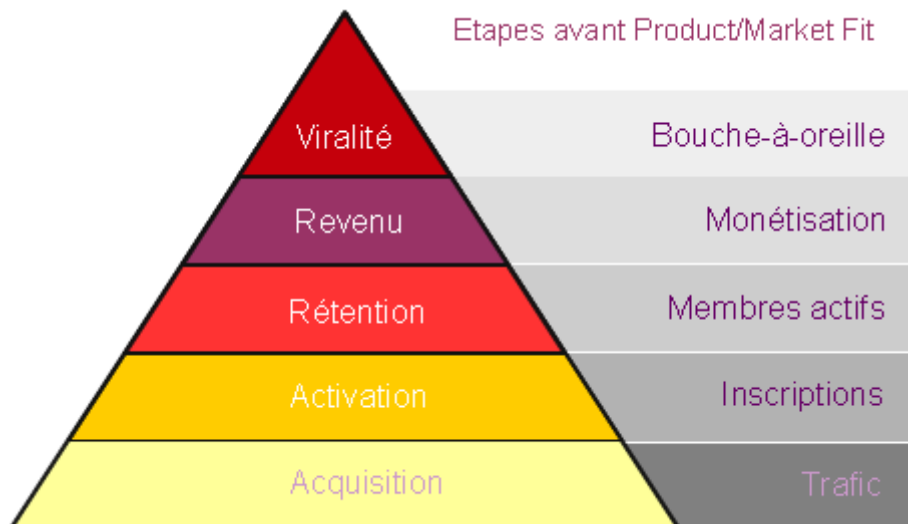 Etapes avant Product/Market Fit
Viralité
Bouche-à-oreille
Revenu
Monétisation
Rétention
Membres actifs
Activation
Inscriptions
Acquisition
Trafic